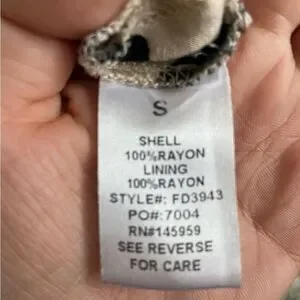 S
SHELL
100%RAYON
LINING
100%RAYON
STYLE#: FD3943
PO#: 7004
RN#145959
SEE REVERSE
FOR CARE